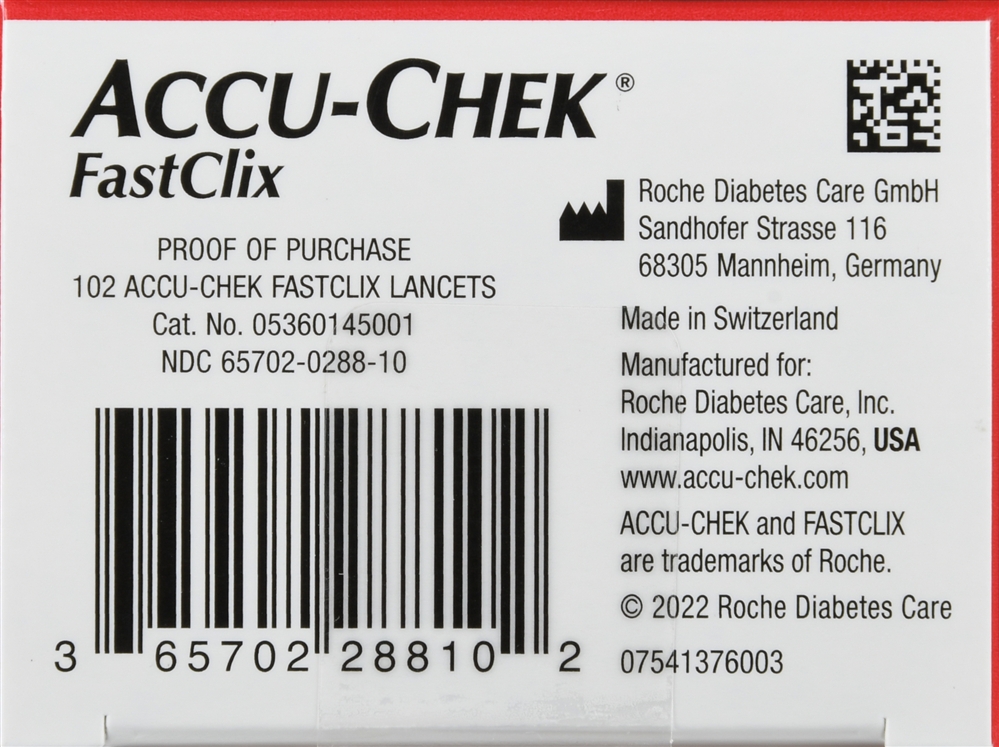 ACCU-CHEK®
FastClix
PROOF OF PURCHASE
102 ACCU-CHEK FASTCLIX LANCETS
Cat. No. 05360145001
NDC 65702-0288-10
3 65702 28810 2
Roche Diabetes Care GmbH
Sandhofer Strasse 116
68305 Mannheim, Germany
Made in Switzerland
Manufactured for:
Roche Diabetes Care, Inc.
Indianapolis, IN 46256, USA
www.accu-chek.com
ACCU-CHEK and FASTCLIX
are trademarks of Roche.
© 2022 Roche Diabetes Care
07541376003